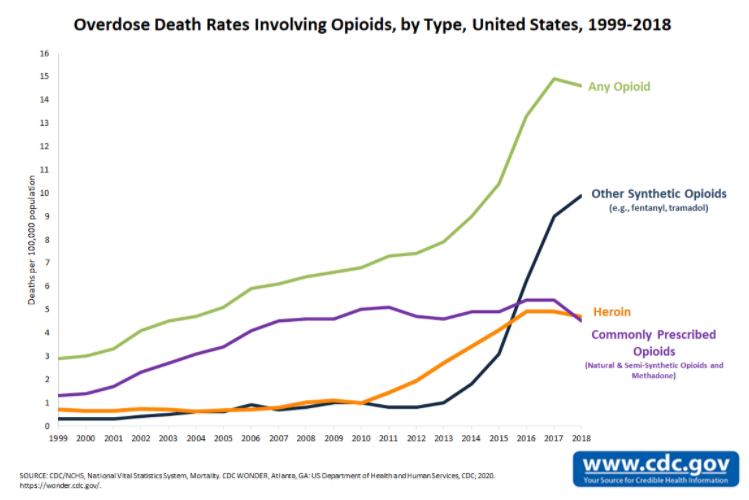 Overdose Death Rates Involving Opioids, by Type, United States, 1999-2018
16
15
14
13
12
11
10
9
8
7
6
5
4
3
2
1
0
Deaths per 100,000 population
Any Opioid
Other Synthetic Opioids
(e.g., fentanyl, tramadol)
Heroin
Commonly Prescribed
Opioids
(Natural & Semi-Synthetic Opioids and
Methadone)
1999 2000 2001 2002 2003 2004 2005 2006 2007 2008 2009 2010 2011 2012 2013 2014 2015 2016 2017 2018
SOURCE: CDC/NCHS, National Vital Statistics System, Mortality. CDC WONDER, Atlanta, GA: US Department of Health and Human Services, CDC; 2020.
https://wonder.cdc.gov/.
www.cdc.gov
Your Source for Credible Health Information